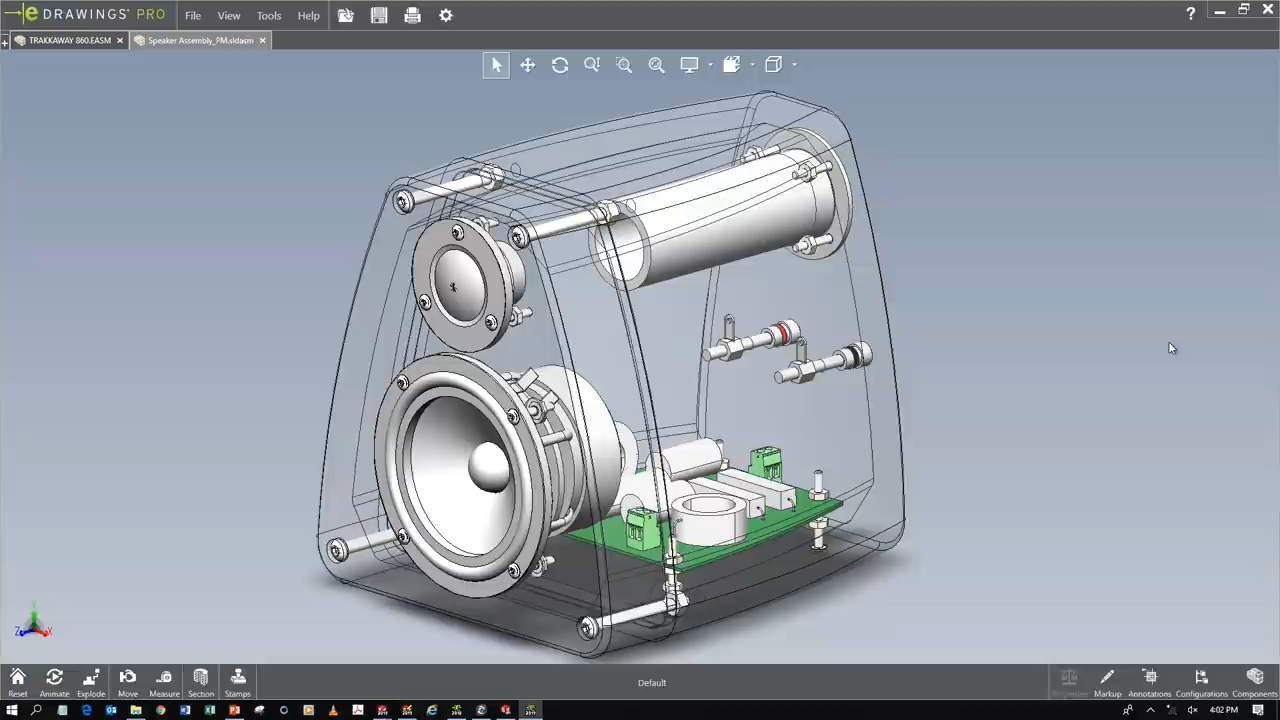 eDRAWINGS® PRO File View Tools Help ?
TRAKKAWAY 860.EASM × Speaker Assembly_PM.sldasm ×
Y
Z X
Reset Animate Explode Move Measure Section Stamps Default Properties Markup Annotations Configurations Components
4:02 PM